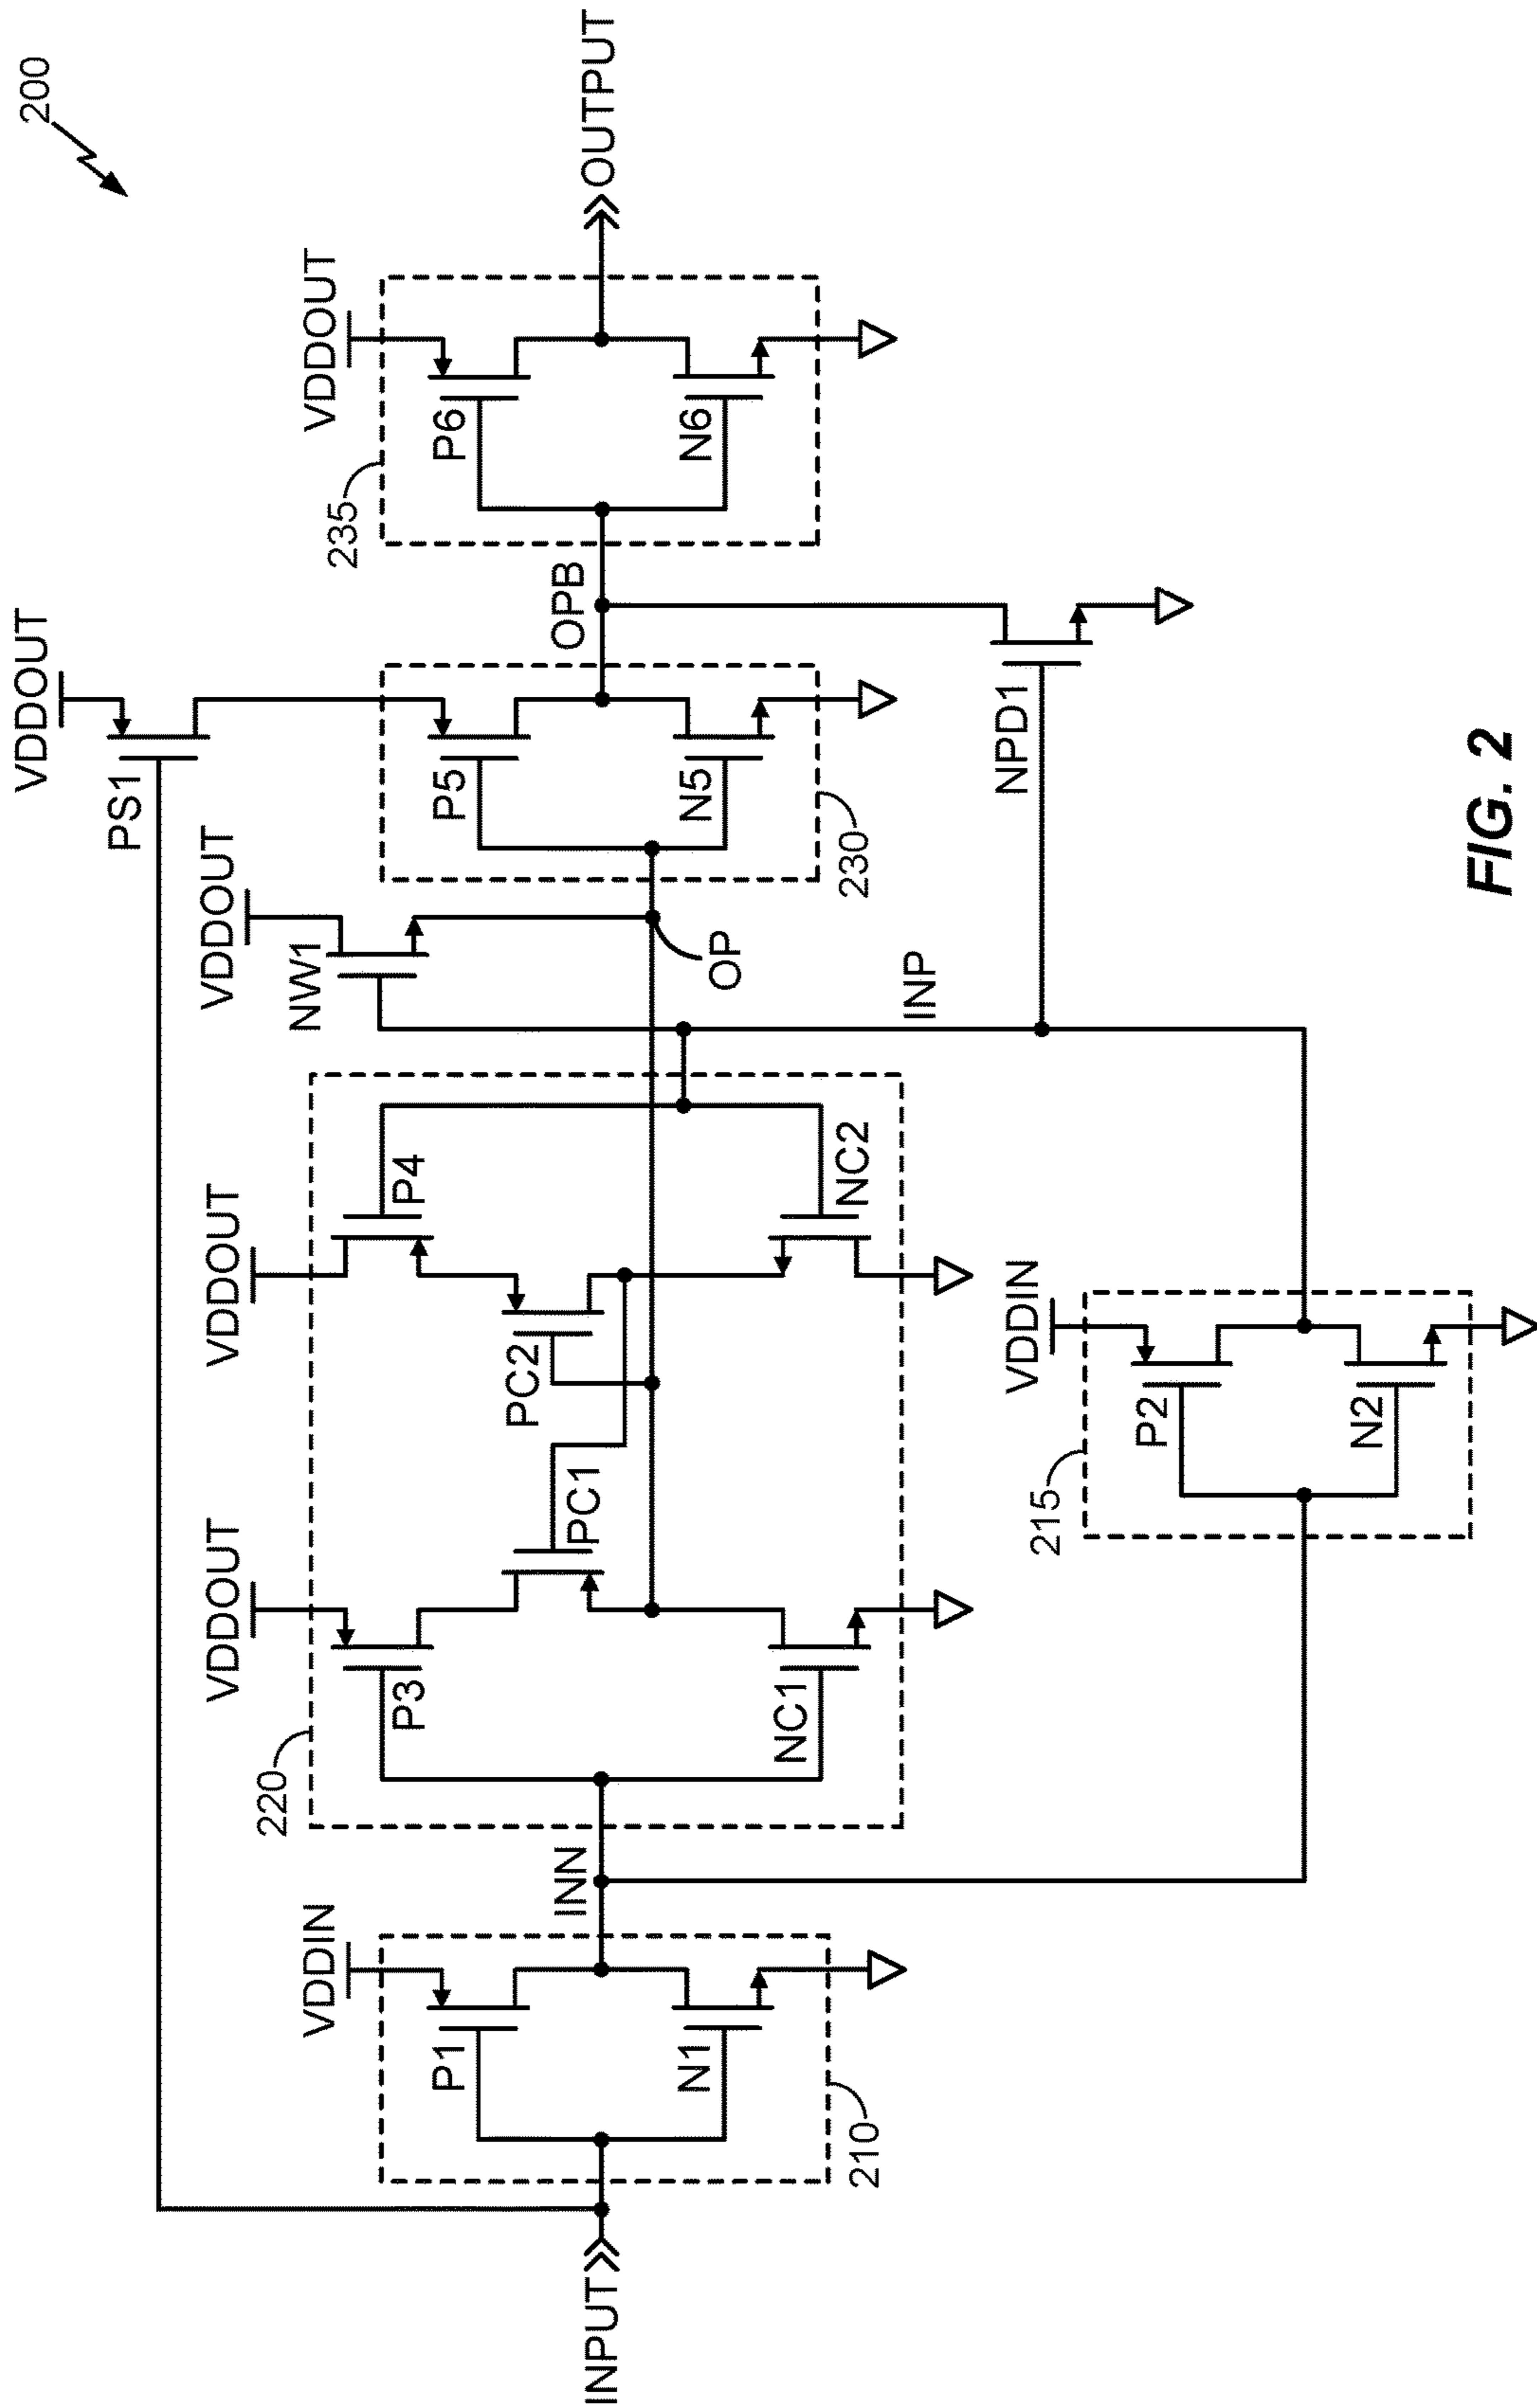 200
VDDOUT
PS1
VDDOUT
NW1
VDDOUT
VDDOUT
VDDOUT
VDDIN
220
235
P3
P4
P1
P5
P6
PC1
PC2
INPUT
INN
OPB
OUTPUT
OP
N1
NC1
NC2
N5
N6
210
230
INP
NPD1
VDDIN
215
P2
N2
FIG. 2